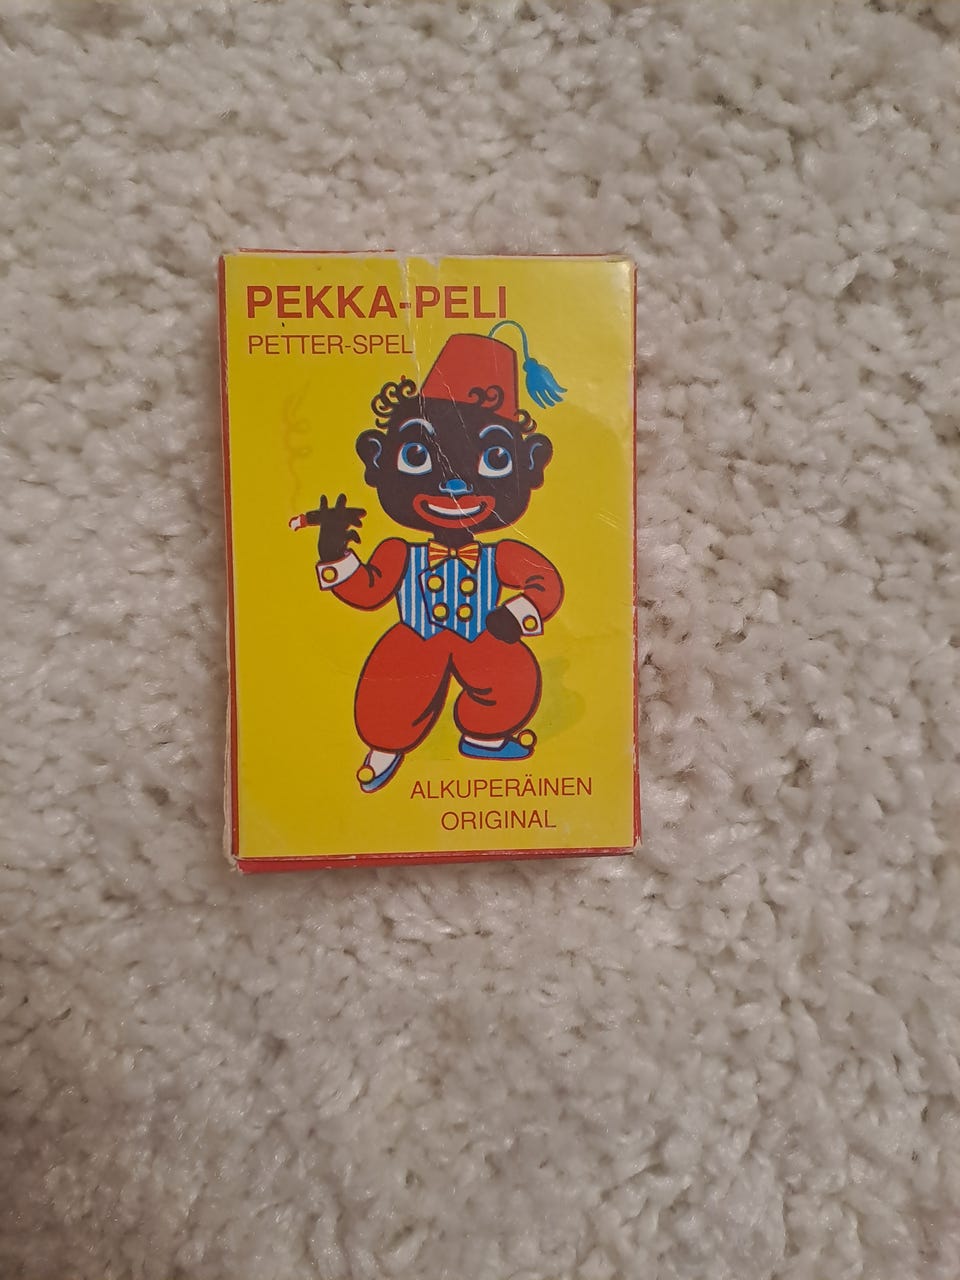 PEKKA-PELI
PETTER-SPEL
ALKUPERÄINEN
ORIGINAL